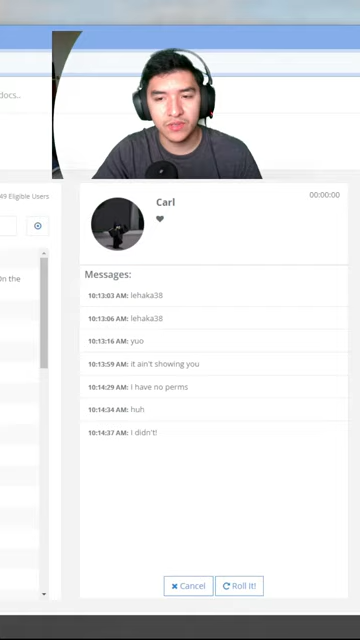 docs..
49 Eligible Users
On the
Carl
00:00:00
Messages:
10:13:03 AM: lehaka38
10:13:06 AM: lehaka38
10:13:16 AM: yuo
10:13:59 AM: it ain't showing you
10:14:29 AM: I have no perms
10:14:34 AM: huh
10:14:37 AM: I didn't!
Cancel
Roll it!